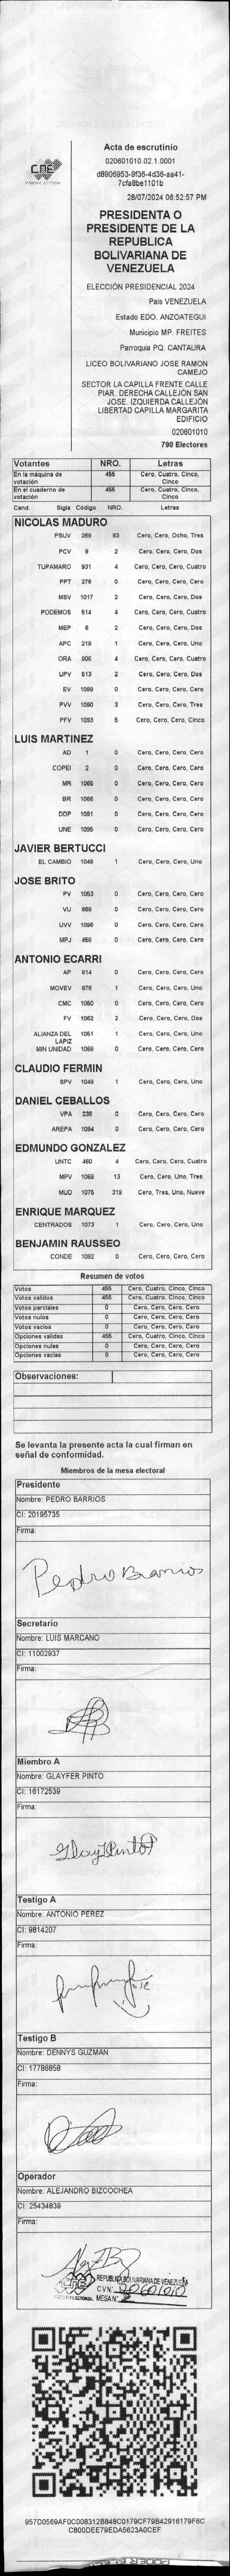 CNE
Acta de escrutinio
020601010.02.1.0001
d8906953-9f36-4d36-aa41-
7cfa8be1101b
28/07/2024 06:52:57 PM
PRESIDENTA O
PRESIDENTE DE LA
REPUBLICA
BOLIVARIANA DE
VENEZUELA
ELECCIÓN PRESIDENCIAL 2024
Pais VENEZUELA
Estado EDO. ANZOATEGUI
Municipio MP. FREITES
Parroquia PQ. CANTAURA
LICEO BOLIVARIANO JOSE RAMON
CAMEJO
SECTOR LA CAPILLA FRENTE CALLE
PIAR. DERECHA CALLEJÓN SAN
JOSE. IZQUIERDA CALLEJÓN
LIBERTAD CAPILLA MARGARITA
EDIFICIO
020601010
790 Electores
Votantes NRO. Letras
En la máquina de votación 455 Cero, Cuatro, Cinco, Cinco
En el cuaderno de votación 455 Cero, Cuatro, Cinco, Cinco
Cand. Sigla Código NRO. Letras
NICOLAS MADURO
PSUV 269 83 Cero, Cero, Ocho, Tres
PCV 9 2 Cero, Cero, Cero, Dos
TUPAMARO 931 4 Cero, Cero, Cero, Cuatro
PPT 276 0 Cero, Cero, Cero, Cero
MSV 1017 2 Cero, Cero, Cero, Dos
PODEMOS 514 4 Cero, Cero, Cero, Cuatro
MEP 6 2 Cero, Cero, Cero, Dos
APC 219 1 Cero, Cero, Cero, Uno
ORA 906 4 Cero, Cero, Cero, Cuatro
UPV 513 2 Cero, Cero, Cero, Dos
EV 1089 0 Cero, Cero, Cero, Cero
PVV 1090 3 Cero, Cero, Cero, Tres
PFV 1093 5 Cero, Cero, Cero, Cinco
LUIS MARTINEZ
AD 1 0 Cero, Cero, Cero, Cero
COPEI 2 0 Cero, Cero, Cero, Cero
MR 1065 0 Cero, Cero, Cero, Cero
BR 1066 0 Cero, Cero, Cero, Cero
DDP 1091 0 Cero, Cero, Cero, Cero
UNE 1095 0 Cero, Cero, Cero, Cero
JAVIER BERTUCCI
EL CAMBIO 1048 1 Cero, Cero, Cero, Uno
JOSE BRITO
PV 1053 0 Cero, Cero, Cero, Cero
VU 868 0 Cero, Cero, Cero, Cero
UVV 1096 0 Cero, Cero, Cero, Cero
MPJ 458 0 Cero, Cero, Cero, Cero
ANTONIO ECARRI
AP 914 0 Cero, Cero, Cero, Cero
MOVEV 878 1 Cero, Cero, Cero, Uno
CMC 1050 0 Cero, Cero, Cero, Cero
FV 1062 2 Cero, Cero, Cero, Dos
ALIANZA DEL LAPIZ 1051 1 Cero, Cero, Cero, Uno
MIN UNIDAD 1068 0 Cero, Cero, Cero, Cero
CLAUDIO FERMIN
SPV 1049 1 Cero, Cero, Cero, Uno
DANIEL CEBALLOS
VPA 236 0 Cero, Cero, Cero, Cero
AREPA 1094 0 Cero, Cero, Cero, Cero
EDMUNDO GONZALEZ
UNTC 460 4 Cero, Cero, Cero, Cuatro
MPV 1069 13 Cero, Cero, Uno, Tres
MUD 1075 319 Cero, Tres, Uno, Nueve
ENRIQUE MARQUEZ
CENTRADOS 1073 1 Cero, Cero, Cero, Uno
BENJAMIN RAUSSEO
CONDE 1092 0 Cero, Cero, Cero, Cero
Resumen de votos
Votos 455 Cero, Cuatro, Cinco, Cinco
Votos validos 455 Cero, Cuatro, Cinco, Cinco
Votos parciales 0 Cero, Cero, Cero, Cero
Votos nulos 0 Cero, Cero, Cero, Cero
Votos vacios 0 Cero, Cero, Cero, Cero
Opciones validas 455 Cero, Cuatro, Cinco, Cinco
Opciones nulas 0 Cero, Cero, Cero, Cero
Opciones vacias 0 Cero, Cero, Cero, Cero
Observaciones:
Se levanta la presente acta la cual firman en
señal de conformidad.
Miembros de la mesa electoral
Presidente
Nombre: PEDRO BARRIOS
CI: 20195735
Firma:
Pedro Barrios
Secretario
Nombre: LUIS MARCANO
CI: 11002937
Firma:
Miembro A
Nombre: GLAYFER PINTO
CI: 16172539
Firma:
Testigo A
Nombre: ANTONIO PEREZ
CI: 9814207
Firma:
Testigo B
Nombre: DENNYS GUZMAN
CI: 17786858
Firma:
Operador
Nombre: ALEJANDRO BIZCOCHEA
CI: 25434839
Firma:
CNE
REPUBLICA BOLIVARIANA DE VENEZUELA
C.V.N°
MESA N° 2
957D0569AF0C008312BB48C0179CF79B42916179F6C
C800DEE79EDA5623A0CEF